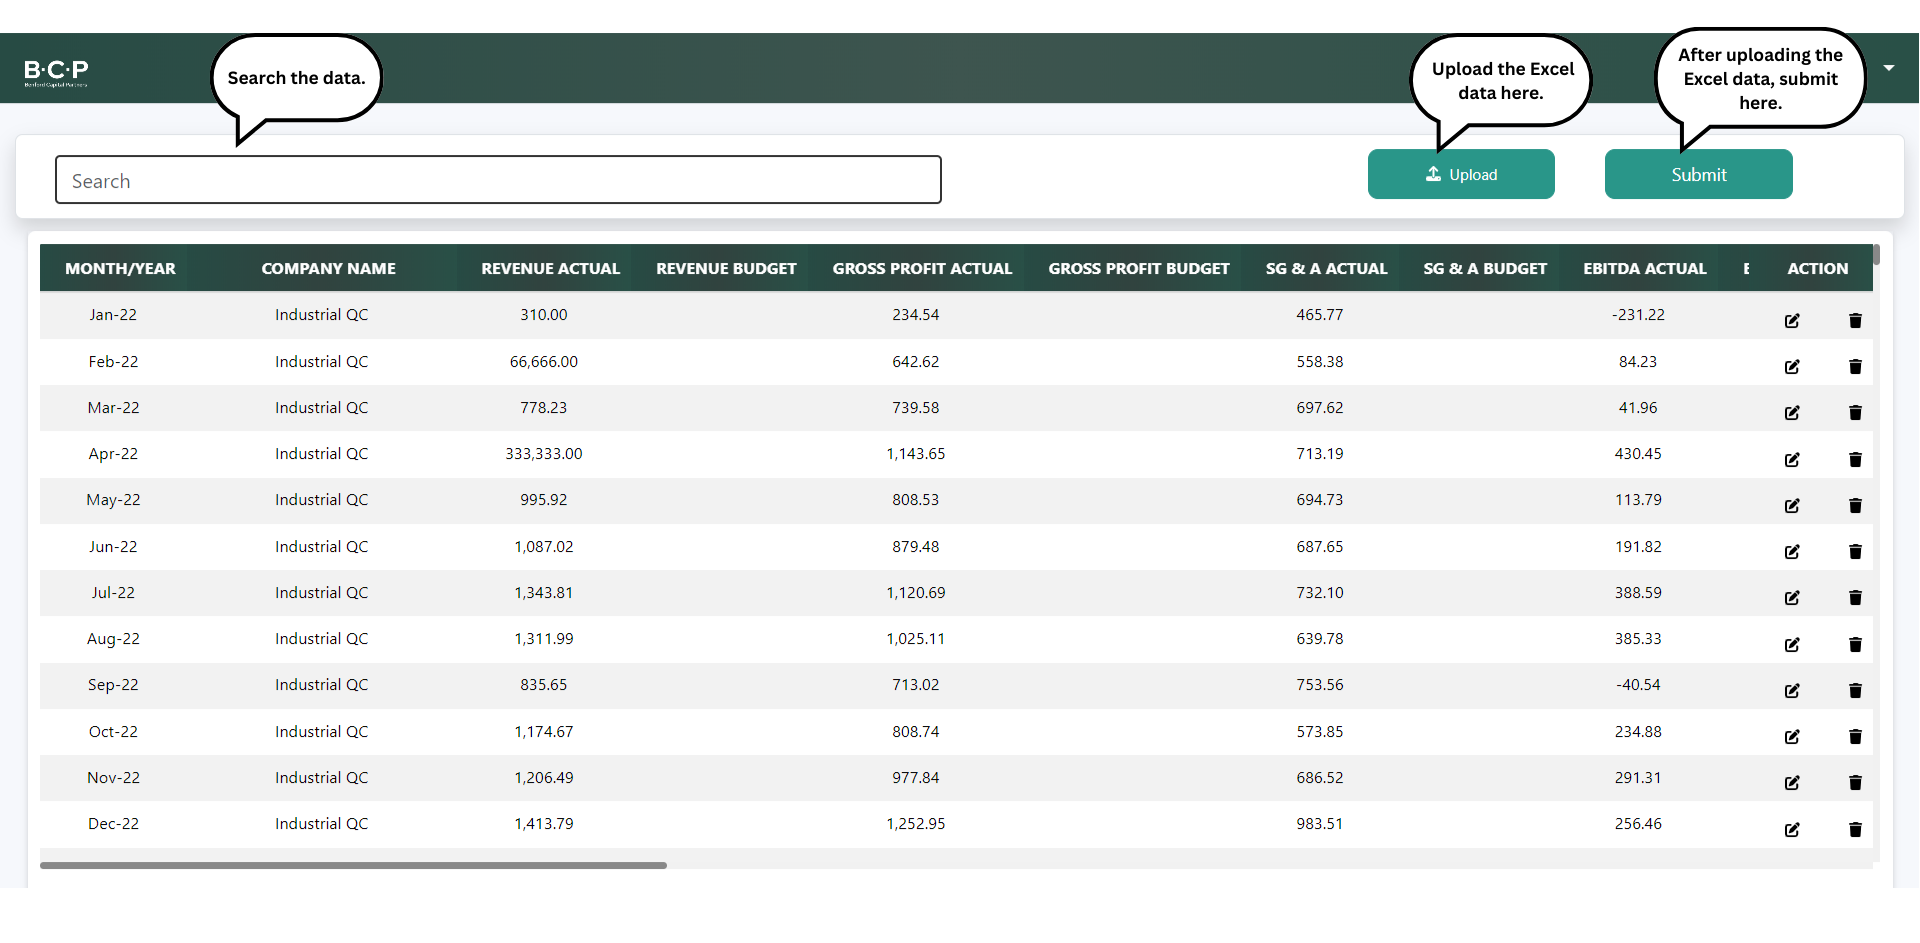 Search the data.
Upload the Excel
data here.
After uploading the
Excel data, submit
here.
B·C·P
Benford Capital Partners
Search
Upload
Submit
MONTH/YEAR COMPANY NAME REVENUE ACTUAL REVENUE BUDGET GROSS PROFIT ACTUAL GROSS PROFIT BUDGET SG & A ACTUAL SG & A BUDGET EBITDA ACTUAL E ACTION
Jan-22 Industrial QC 310.00 234.54 465.77 -231.22
Feb-22 Industrial QC 66,666.00 642.62 558.38 84.23
Mar-22 Industrial QC 778.23 739.58 697.62 41.96
Apr-22 Industrial QC 333,333.00 1,143.65 713.19 430.45
May-22 Industrial QC 995.92 808.53 694.73 113.79
Jun-22 Industrial QC 1,087.02 879.48 687.65 191.82
Jul-22 Industrial QC 1,343.81 1,120.69 732.10 388.59
Aug-22 Industrial QC 1,311.99 1,025.11 639.78 385.33
Sep-22 Industrial QC 835.65 713.02 753.56 -40.54
Oct-22 Industrial QC 1,174.67 808.74 573.85 234.88
Nov-22 Industrial QC 1,206.49 977.84 686.52 291.31
Dec-22 Industrial QC 1,413.79 1,252.95 983.51 256.46